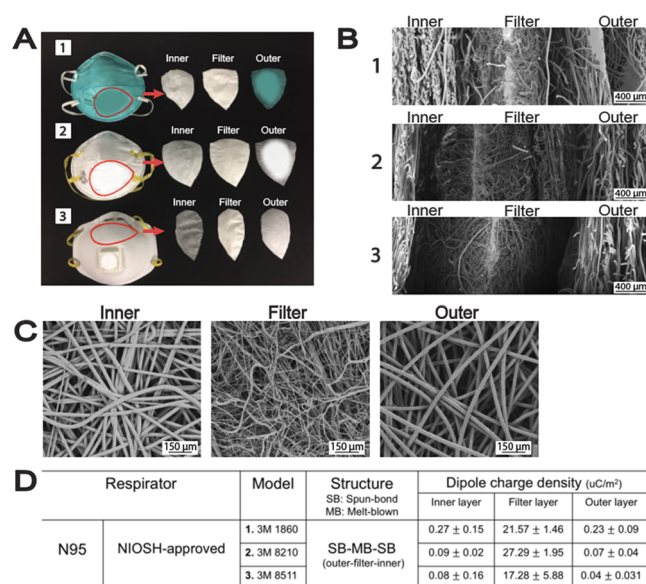 A
1
Inner Filter Outer
2
Inner Filter Outer
3
Inner Filter Outer
B
Inner Filter Outer
1
400 µm
Inner Filter Outer
2
400 µm
Inner Filter Outer
3
400 µm
C
Inner Filter Outer
150 µm 150 µm 150 µm
D
Respirator Model Structure Dipole charge density (uC/m²)
SB: Spun-bond
MB: Melt-blown
Inner layer Filter layer Outer layer
N95 NIOSH-approved SB-MB-SB
(outer-filter-inner)
1. 3M 1860 0.27 ± 0.15 21.57 ± 1.46 0.23 ± 0.09
2. 3M 8210 0.09 ± 0.02 27.29 ± 1.95 0.07 ± 0.04
3. 3M 8511 0.08 ± 0.16 17.28 ± 5.88 0.04 ± 0.031